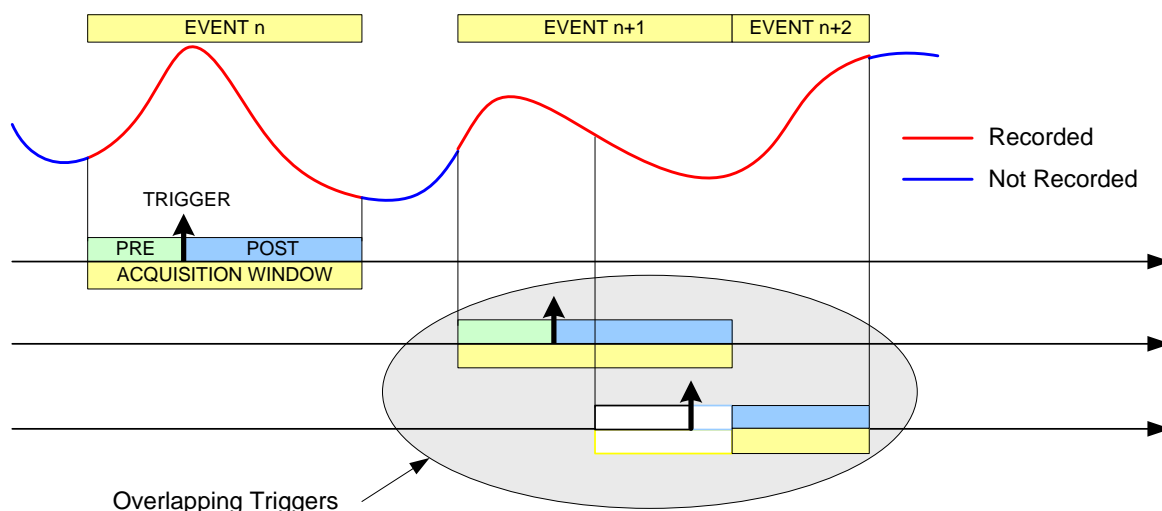 EVENT n
EVENT n+1
EVENT n+2
Recorded
Not Recorded
TRIGGER
PRE
POST
ACQUISITION WINDOW
Overlapping Triggers